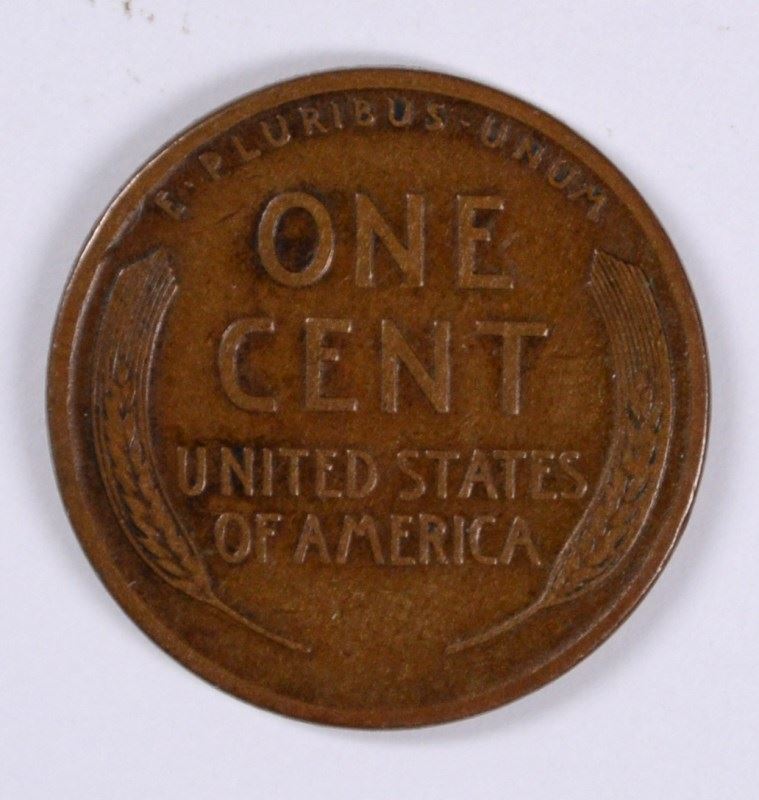 E·PLURIBUS·UNUM
ONE
CENT
UNITED STATES
OF AMERICA